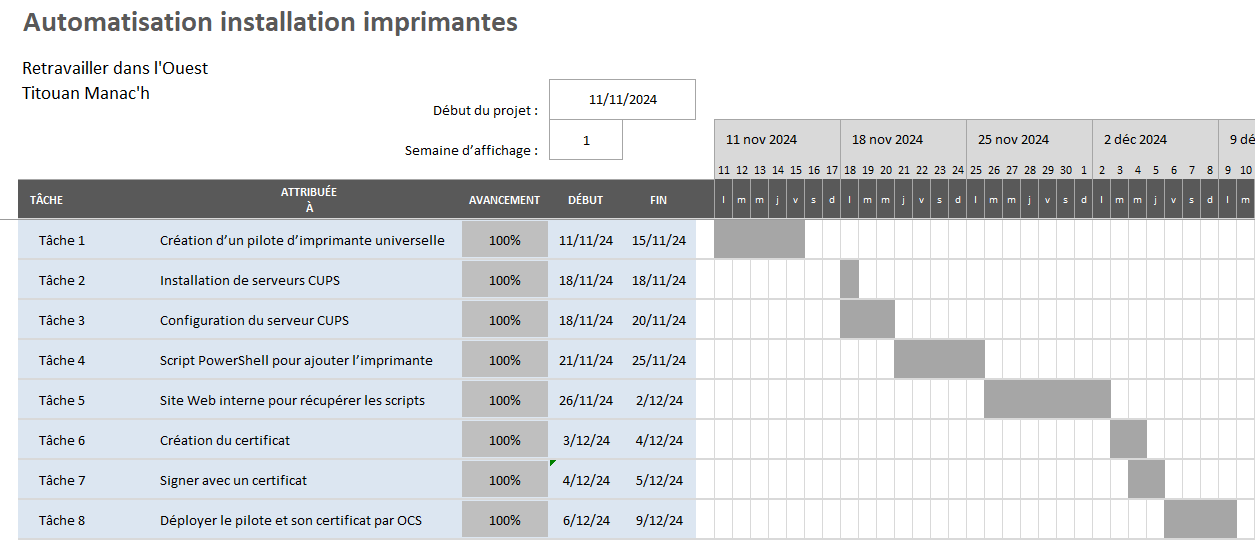 Automatisation installation imprimantes
Retravailler dans l'Ouest
Titouan Manac'h
Début du projet : 11/11/2024
Semaine d’affichage : 1
11 nov 2024 18 nov 2024 25 nov 2024 2 déc 2024 9 dé
11 12 13 14 15 16 17 18 19 20 21 22 23 24 25 26 27 28 29 30 1 2 3 4 5 6 7 8 9 10
TÂCHE ATTRIBUÉE À AVANCEMENT DÉBUT FIN l m m j v s d l m m j v s d l m m j v s d l m m j v s d l m
Tâche 1 Création d’un pilote d’imprimante universelle 100% 11/11/24 15/11/24
Tâche 2 Installation de serveurs CUPS 100% 18/11/24 18/11/24
Tâche 3 Configuration du serveur CUPS 100% 18/11/24 20/11/24
Tâche 4 Script PowerShell pour ajouter l’imprimante 100% 21/11/24 25/11/24
Tâche 5 Site Web interne pour récupérer les scripts 100% 26/11/24 2/12/24
Tâche 6 Création du certificat 100% 3/12/24 4/12/24
Tâche 7 Signer avec un certificat 100% 4/12/24 5/12/24
Tâche 8 Déployer le pilote et son certificat par OCS 100% 6/12/24 9/12/24